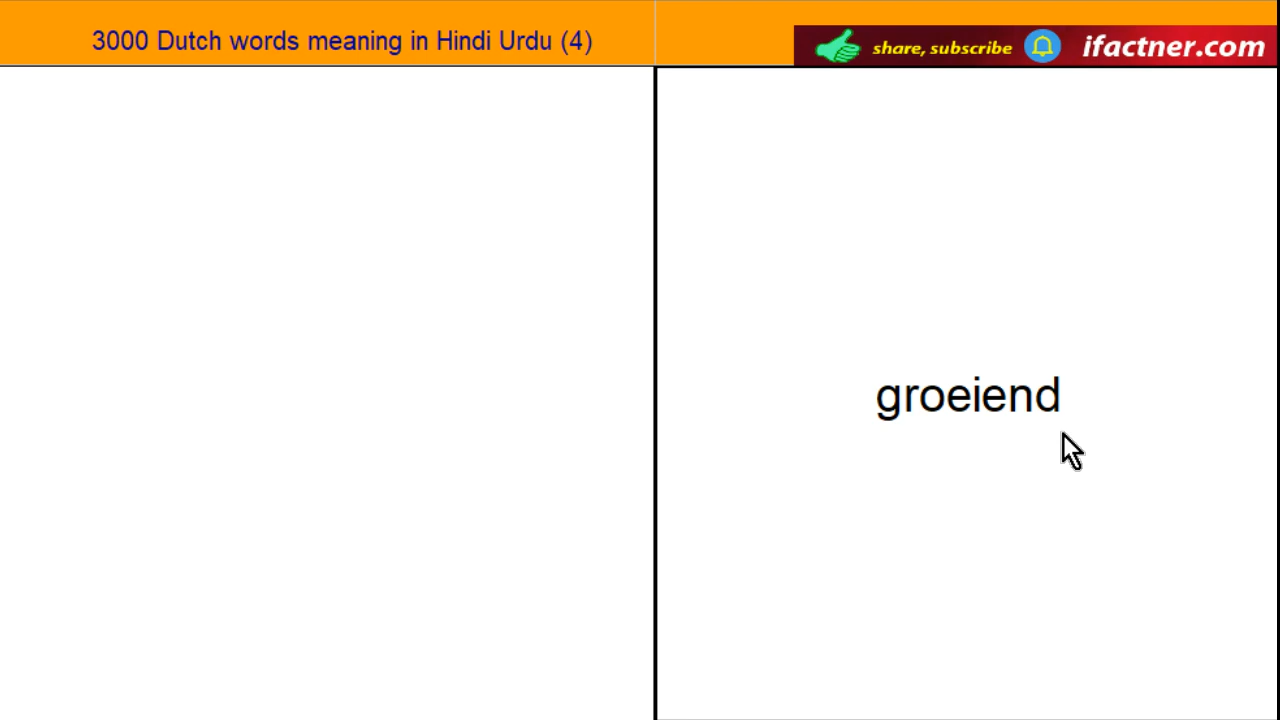 3000 Dutch words meaning in Hindi Urdu (4)
share, subscribe
ifactner.com
groeiend